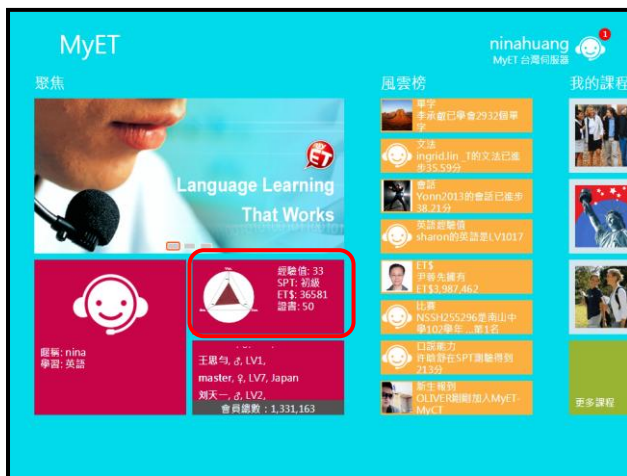 MyET
ninahuang
MyET 台灣伺服器
1
聚焦
風雲榜
我的課程
MY
ET
Language Learning
That Works
單字
李承叡已學會2932個單
字
文法
ingrid.lin_T的文法已進
步35.59分
會話
Yonn2013的會話已進步
38.21分
英語經驗值
sharon的英語是LV1017
ET$
尹晉先擁有
ET$3,987,462
比賽
NSSH255296是南山中
學102學年 ...第1名
口說能力
許皓舒在SPT測驗得到
213分
新生報到
OLIVER剛剛加入MyET-
MyCT
經驗值: 33
SPT: 初級
ET$: 36581
證書: 50
暱稱: nina
學習: 英語
王思勻, ♂, LV1,
master, ♀, LV7, Japan
刘天一, ♂, LV2,
會員總數：1,331,163
更多課程